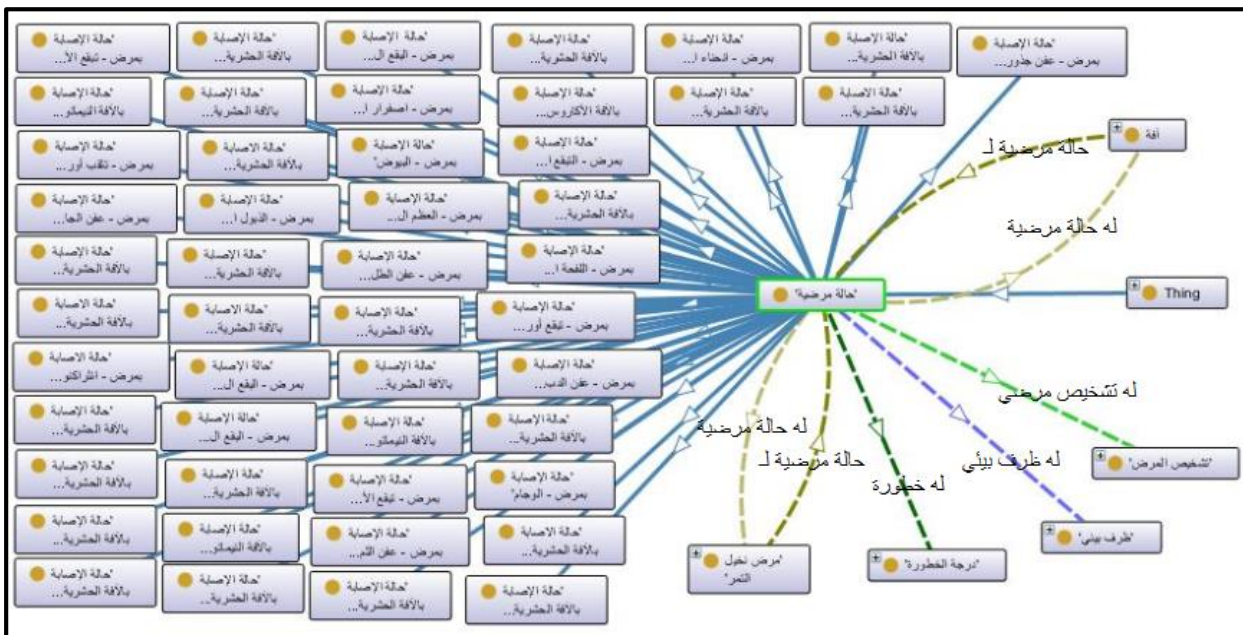 'حالة الإصابة
بمرض - عفن جذور...
'حالة الإصابة
بالآفة الحشرية...
'حالة الإصابة
بمرض - انحناء ا...
'حالة الإصابة
بالآفة الحشرية...
'حالة الإصابة
بمرض - البقع ال...
'حالة الإصابة
بالآفة الحشرية...
'حالة الإصابة
بمرض - تبقع الأ...
'حالة الاصابة
بالآفة الحشرية...
'حالة الإصابة
بالآفة الحشرية...
'حالة الإصابة
بالآفة الأكاروس...
'حالة الإصابة
بمرض - اصفرار ا...
'حالة الإصابة
بالآفة الحشرية...
'حالة الإصابة
بالآفة النيماتو...
آفة
حالة مرضية لـ
له حالة مرضية
'حالة الإصابة
بمرض - التبقع ا...
'حالة الإصابة
بمرض - البيوض'
'حالة الإصابة
بالآفة الحشرية...
'حالة الإصابة
بمرض - تثقب أور...
'حالة الإصابة
بالآفة الحشرية...
'حالة الإصابة
بمرض - العظم ال...
'حالة الإصابة
بمرض - الذبول ا...
'حالة الإصابة
بمرض - عفن الجا...
'حالة الإصابة
بمرض - اللفحة ا...
'حالة الإصابة
بمرض - عفن الطل...
'حالة الإصابة
بالآفة الحشرية...
'حالة الإصابة
بالآفة الحشرية...
Thing
'حالة مرضية'
'حالة الإصابة
بمرض - تبقع أور...
'حالة الإصابة
بالآفة الحشرية...
'حالة الإصابة
بالآفة الحشرية...
'حالة الإصابة
بالآفة الحشرية...
'حالة الإصابة
بمرض - عفن الدب...
'حالة الإصابة
بالآفة الحشرية...
'حالة الإصابة
بمرض - البقع ال...
'حالة الاصابة
بمرض - انثراكنو...
له تشخيص مرضي
'حالة الإصابة
بالآفة الحشرية...
'حالة الإصابة
بالآفة النيماتو...
'حالة الإصابة
بمرض - البقع ال...
'حالة الإصابة
بالآفة الحشرية...
له حالة مرضية
حالة مرضية لـ
له ظرف بيئي
له خطورة
'تشخيص المرض'
'حالة الإصابة
بمرض - الوجام'
'حالة الإصابة
بمرض - تبقع الأ...
'حالة الإصابة
بالآفة الحشرية...
'حالة الإصابة
بالآفة الحشرية...
'ظرف بيئي'
'درجة الخطورة'
'مرض نخيل
التمر'
'حالة الإصابة
بالآفة الحشرية...
'حالة الإصابة
بمرض - عفن الثم...
'حالة الاصابة
بالآفة النيماتو...
'حالة الاصابة
بالآفة الحشرية...
'حالة الإصابة
بالآفة الحشرية...
'حالة الإصابة
بالآفة الحشرية...
'حالة الإصابة
بالآفة الحشرية...
'حالة الإصابة
بالآفة الحشرية...